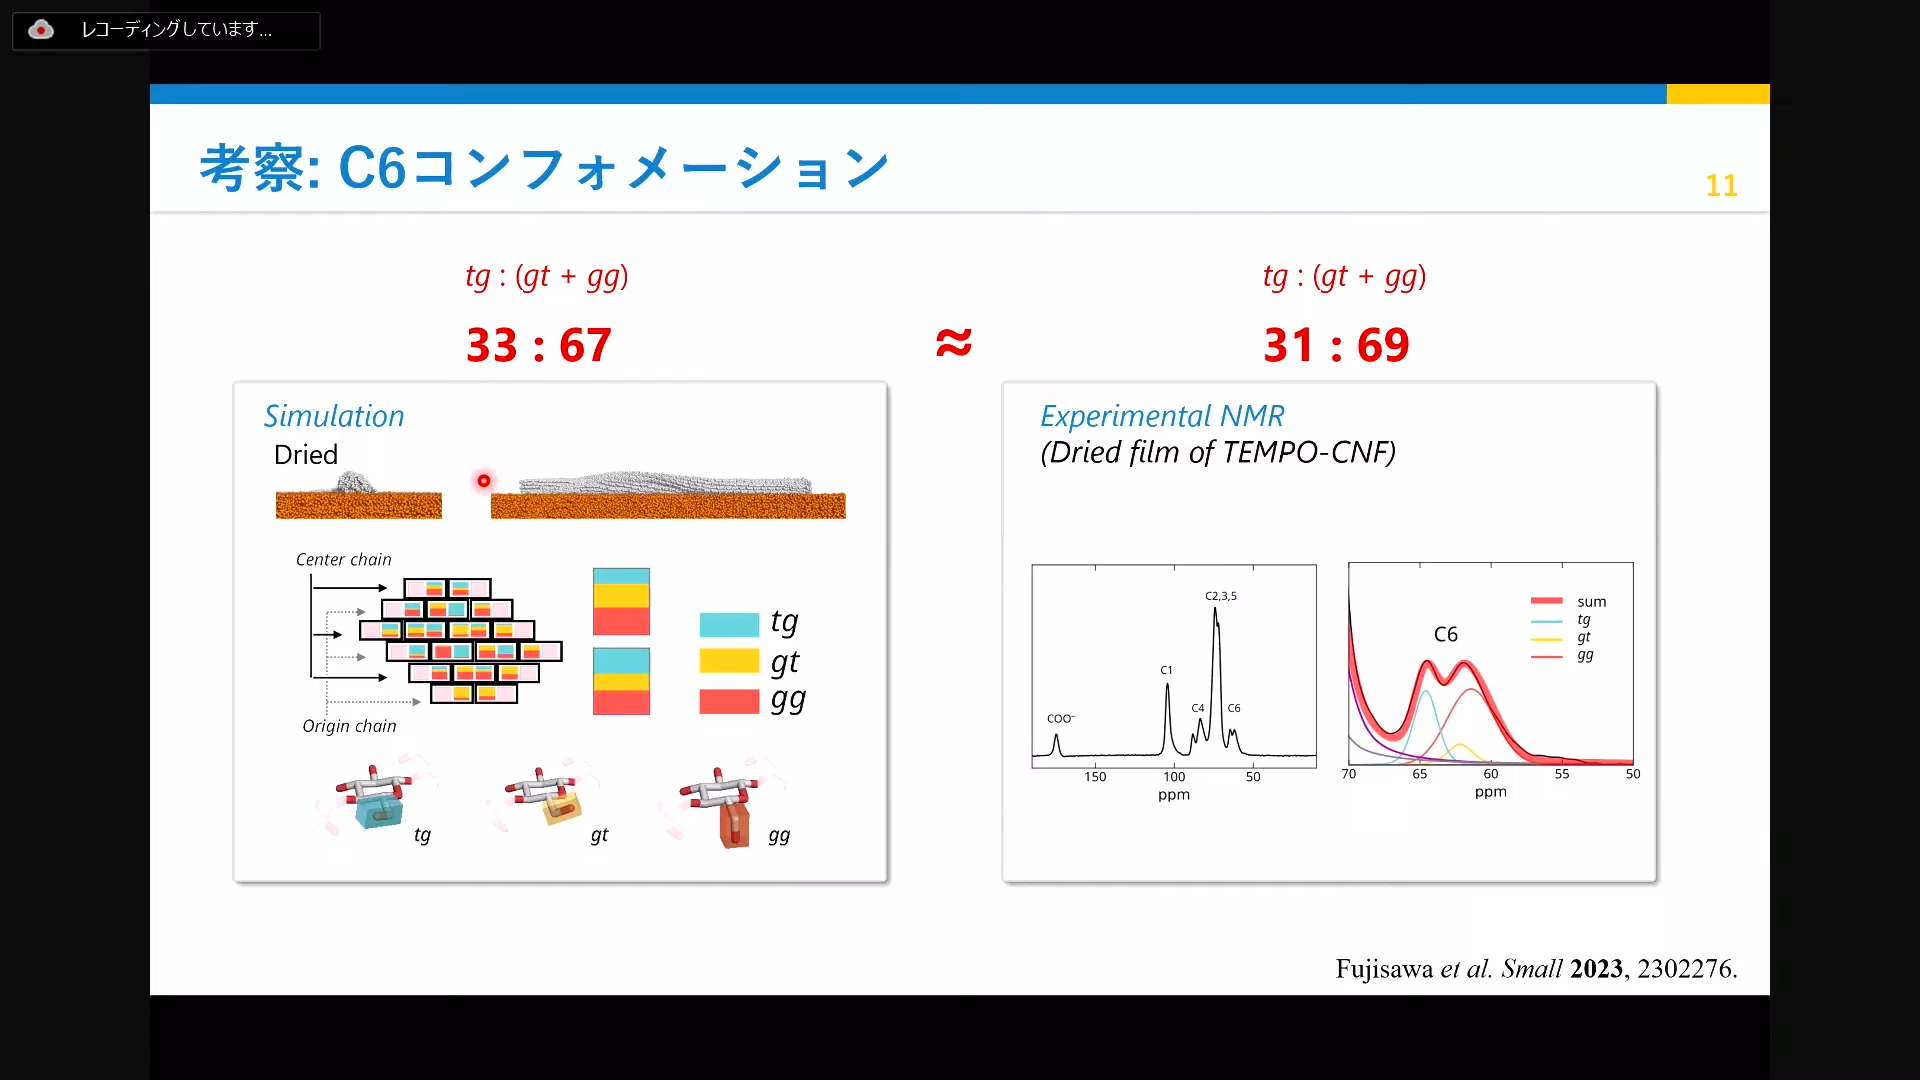 レコーディングしています...
考察: C6コンフォメーション
11
tg : (gt + gg)
33 : 67
≈
tg : (gt + gg)
31 : 69
Simulation
Dried
Center chain
Origin chain
tg
gt
gg
tg
gt
gg
Experimental NMR
(Dried film of TEMPO-CNF)
COO⁻
C1
C4
C2,3,5
C6
150
100
50
ppm
C6
sum
tg
gt
gg
70
65
60
55
50
ppm
Fujisawa et al. Small 2023, 2302276.